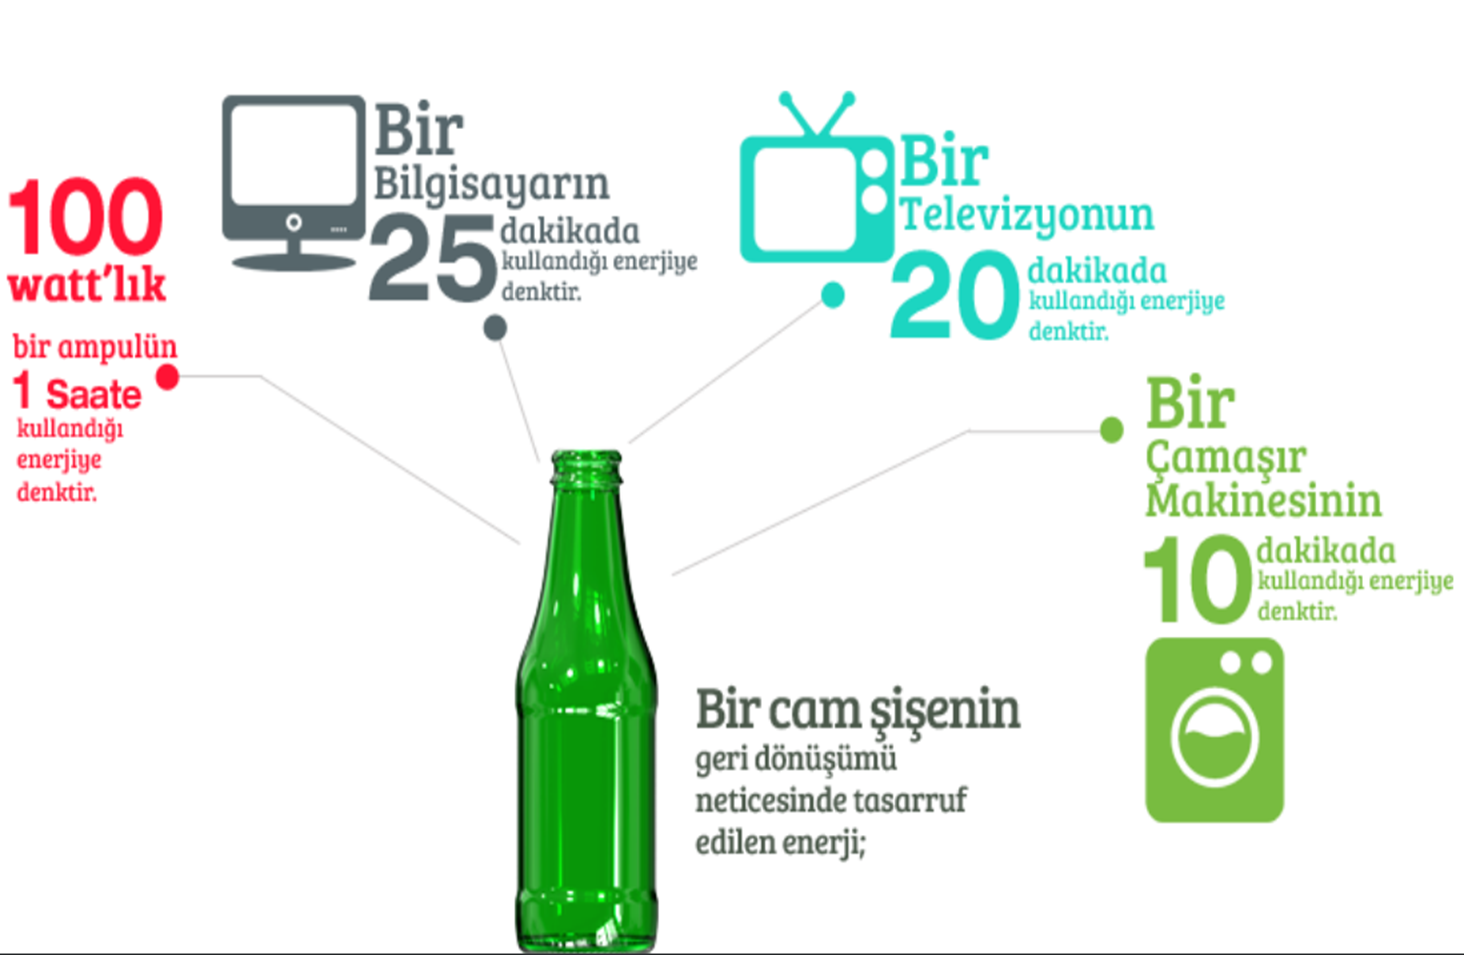 100
watt'lık
bir ampulün
1 Saate
kullandığı
enerjiye
denktir.
Bir
Bilgisayarın
25 dakikada
kullandığı enerjiye
denktir.
Bir
Televizyonun
20 dakikada
kullandığı enerjiye
denktir.
Bir
Çamaşır
Makinesinin
10 dakikada
kullandığı enerjiye
denktir.
Bir cam şişenin
geri dönüşümü
neticesinde tasarruf
edilen enerji;